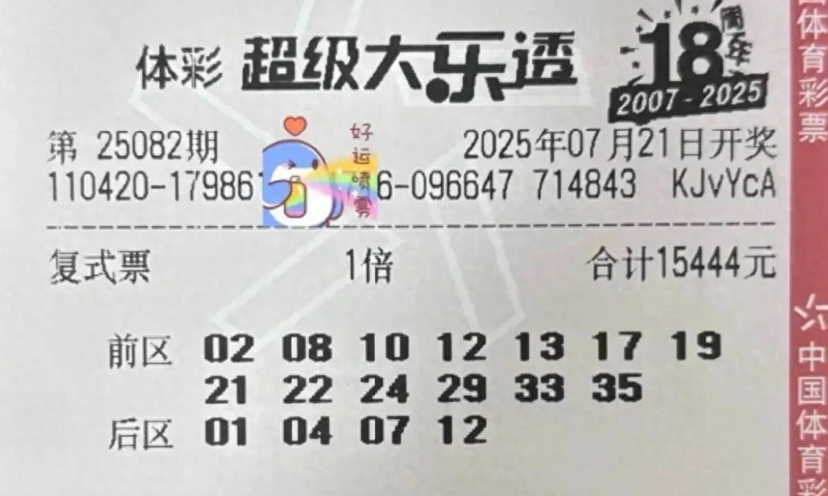 体彩 超级大乐透
18周年
2007-2025
第 25082期 2025年07月21日开奖
110420-17986 6-096647 714843 KJvYcA
好运喷雾
复式票 1倍 合计15444元
前区 02 08 10 12 13 17 19
21 22 24 29 33 35
后区 01 04 07 12
国体育彩票
中国体育彩